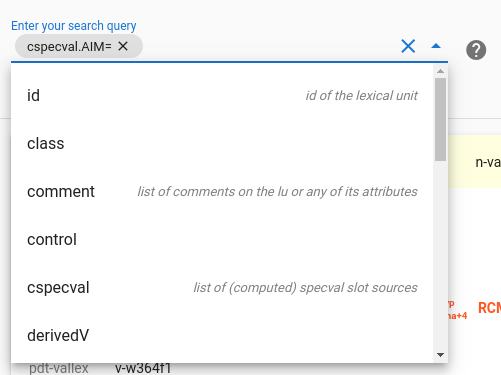 Enter your search query
cspecval.AIM= ✕
id id of the lexical unit
class
n-va
comment list of comments on the lu or any of its attributes
control
cspecval list of (computed) specval slot sources
RCM
na+4
derivedV
pdt-vallex v-w364f1